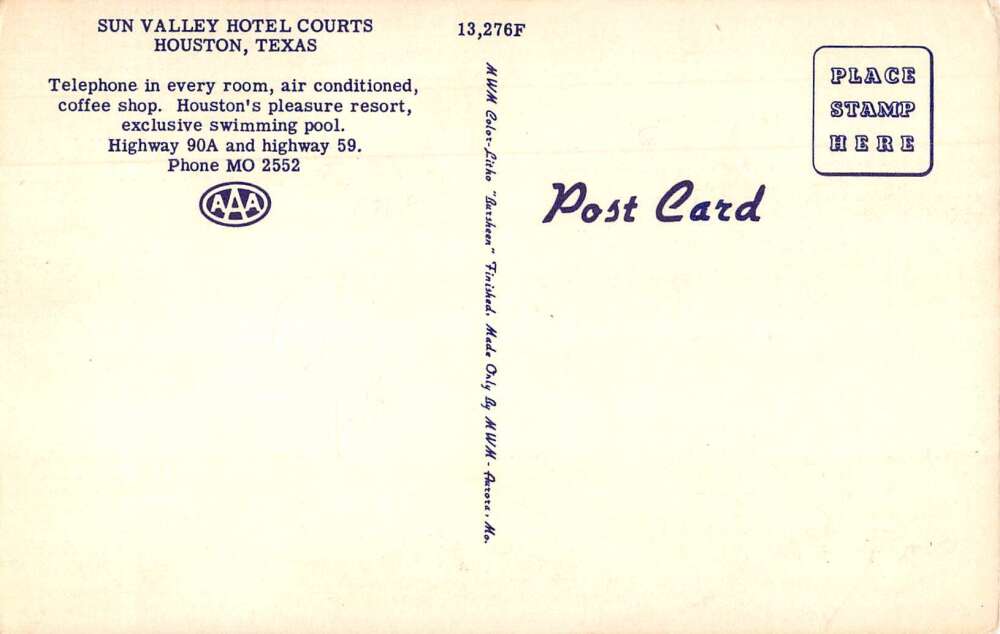 SUN VALLEY HOTEL COURTS
HOUSTON, TEXAS
Telephone in every room, air conditioned,
coffee shop. Houston's pleasure resort,
exclusive swimming pool.
Highway 90A and highway 59.
Phone MO 2552
AAA
13,276F
MWM Color-Litho "Barsheen" Finished. Made Only By MWM - Aurora, Mo.
PLACE
STAMP
HERE
Post Card